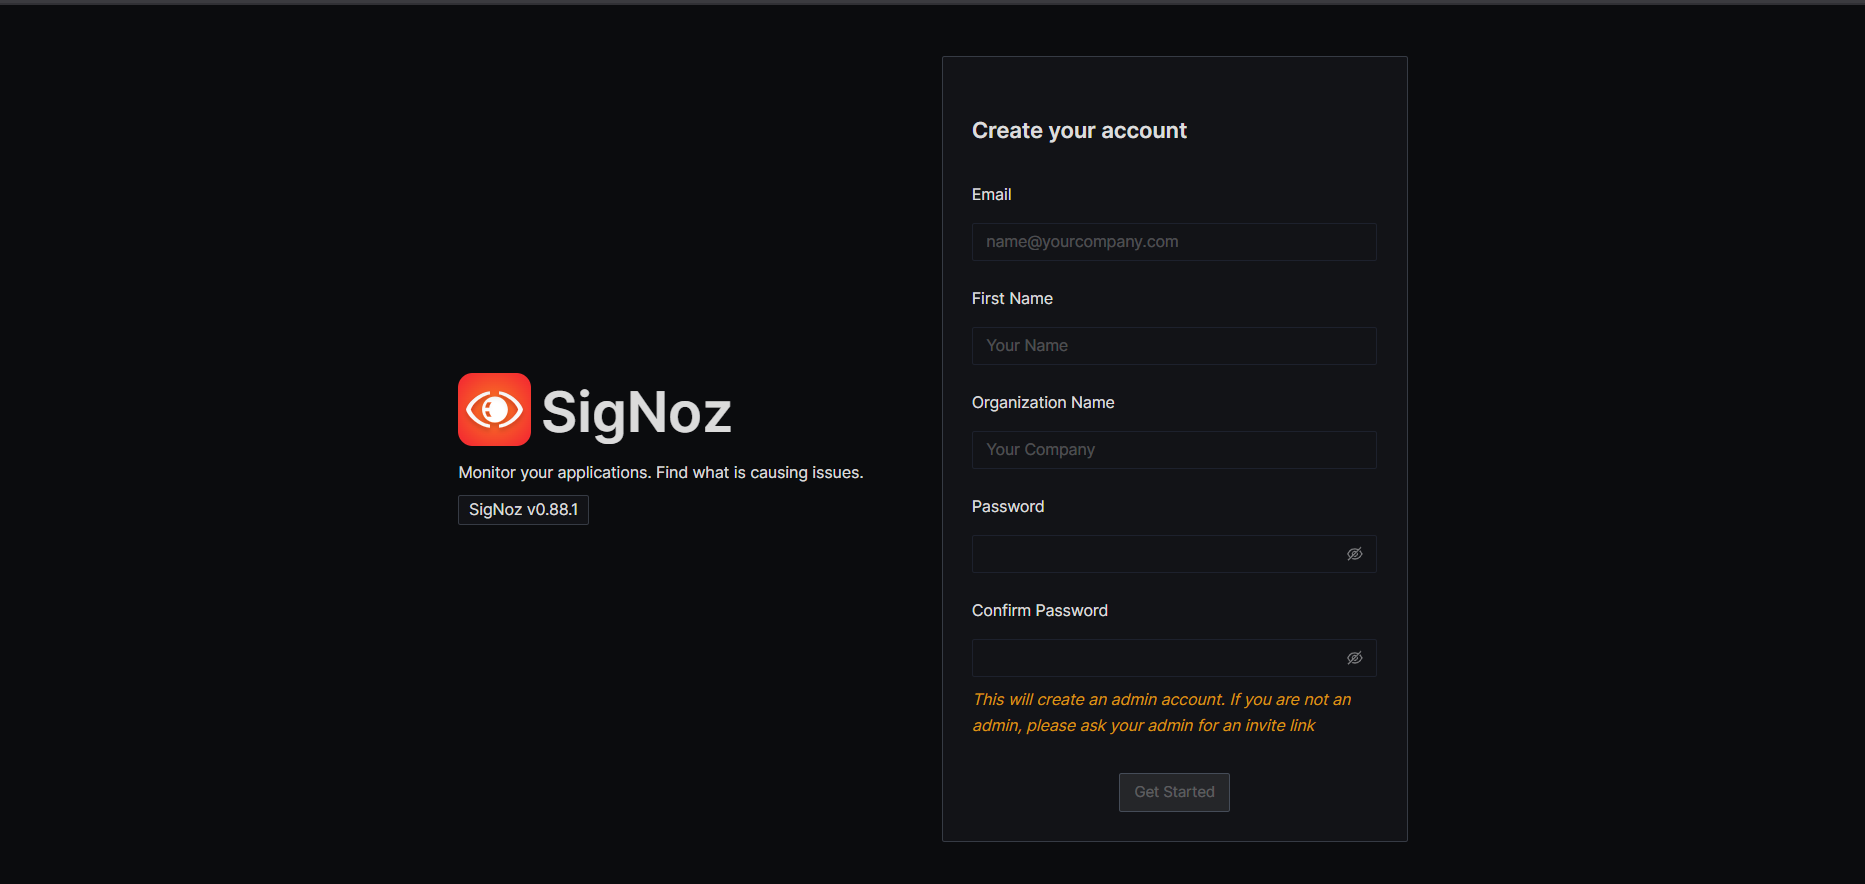 SigNoz
Monitor your applications. Find what is causing issues.
SigNoz v0.88.1
Create your account
Email
name@yourcompany.com
First Name
Your Name
Organization Name
Your Company
Password
Confirm Password
This will create an admin account. If you are not an
admin, please ask your admin for an invite link
Get Started